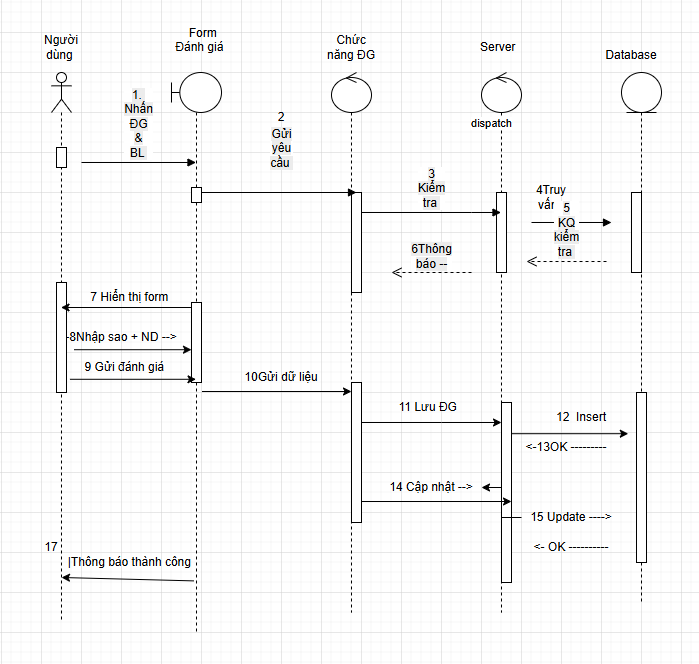 Người
dùng
Form
Đánh giá
Chức
năng ĐG
Server
Database
dispatch
1.
Nhấn
ĐG
&
BL
2
Gửi
yêu
cầu
3
Kiểm
tra
4Truy
vấn
5
KQ
kiểm
tra
6Thông
báo --
7 Hiển thị form
-8Nhập sao + ND -->
9 Gửi đánh giá
10Gửi dữ liệu
11 Lưu ĐG
12 Insert
<-13OK ---------
14 Cập nhật -->
15 Update ---->
<- OK ----------
17
|Thông báo thành công